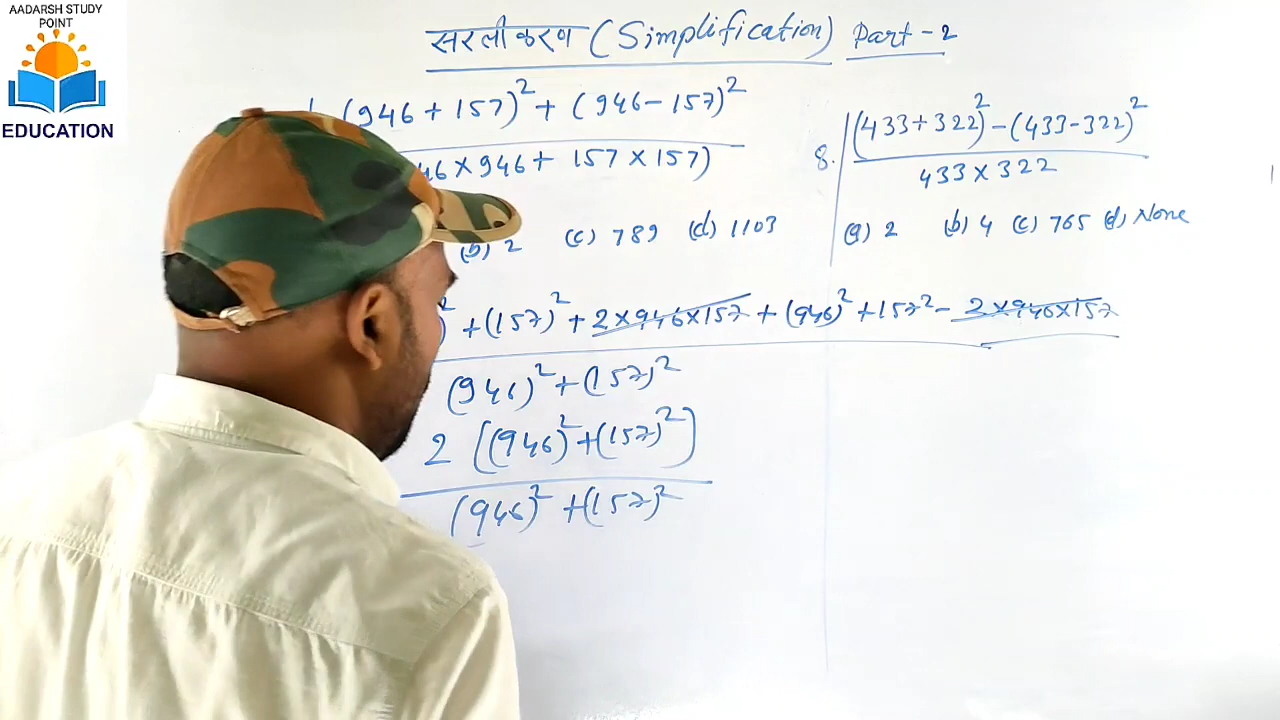 AADARSH STUDY
POINT
EDUCATION
सरलीकरण (Simplification) Part - 2
(946 + 157)² + (946 - 157)²
46 × 946 + 157 × 157)
(b) 2 (c) 789 (d) 1103
8. (433 + 322)² - (433 - 322)²
433 × 322
(a) 2 (b) 4 (c) 765 (d) None
² + (157)² + 2 × 946 × 157 + (946)² + 157² - 2 × 946 × 157
(946)² + (157)²
2 [(946)² + (157)²]
(946)² + (157)²